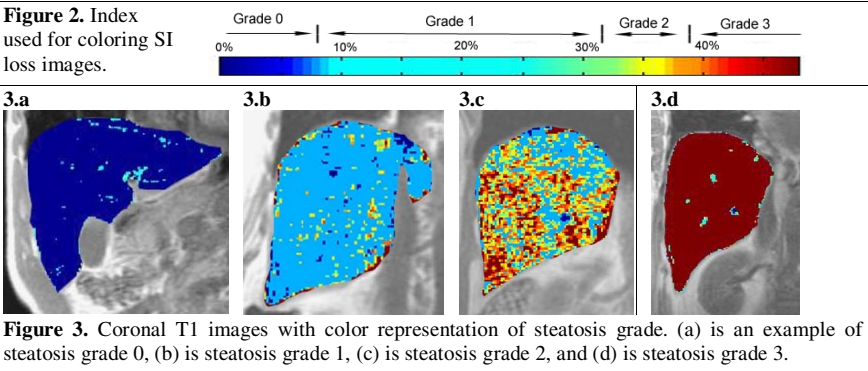 Figure 2. Index
used for coloring SI
loss images.
Grade 0 Grade 1 Grade 2 Grade 3
0% 10% 20% 30% 40%
3.a 3.b 3.c 3.d
Figure 3. Coronal T1 images with color representation of steatosis grade. (a) is an example of
steatosis grade 0, (b) is steatosis grade 1, (c) is steatosis grade 2, and (d) is steatosis grade 3.